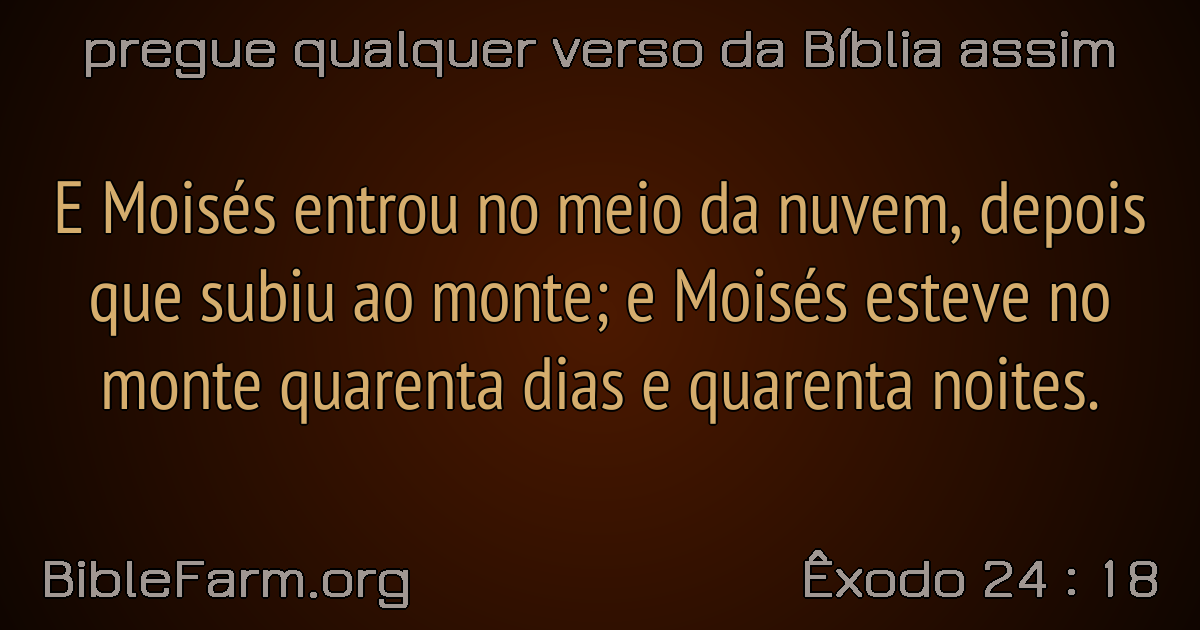 pregue qualquer verso da Bíblia assim
E Moisés entrou no meio da nuvem, depois
que subiu ao monte; e Moisés esteve no
monte quarenta dias e quarenta noites.
BibleFarm.org
Êxodo 24 : 18